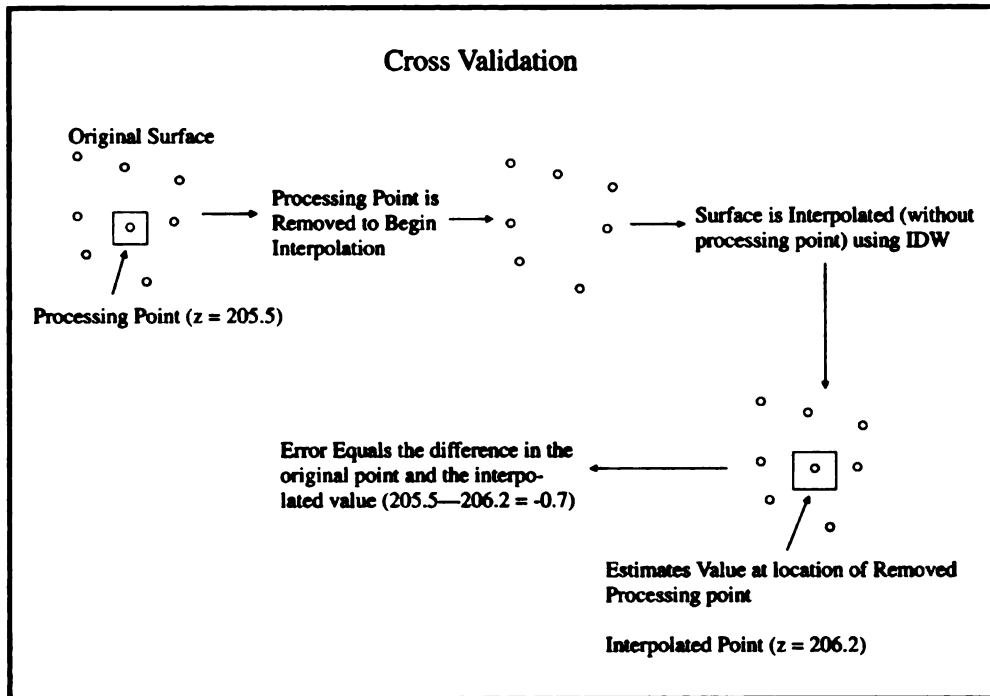 Cross Validation
Original Surface
Processing Point (z = 205.5)
Processing Point is
Removed to Begin
Interpolation
Surface is Interpolated (without
processing point) using IDW
Estimates Value at location of Removed
Processing point
Interpolated Point (z = 206.2)
Error Equals the difference in the
original point and the interpo-
lated value (205.5—206.2 = -0.7)